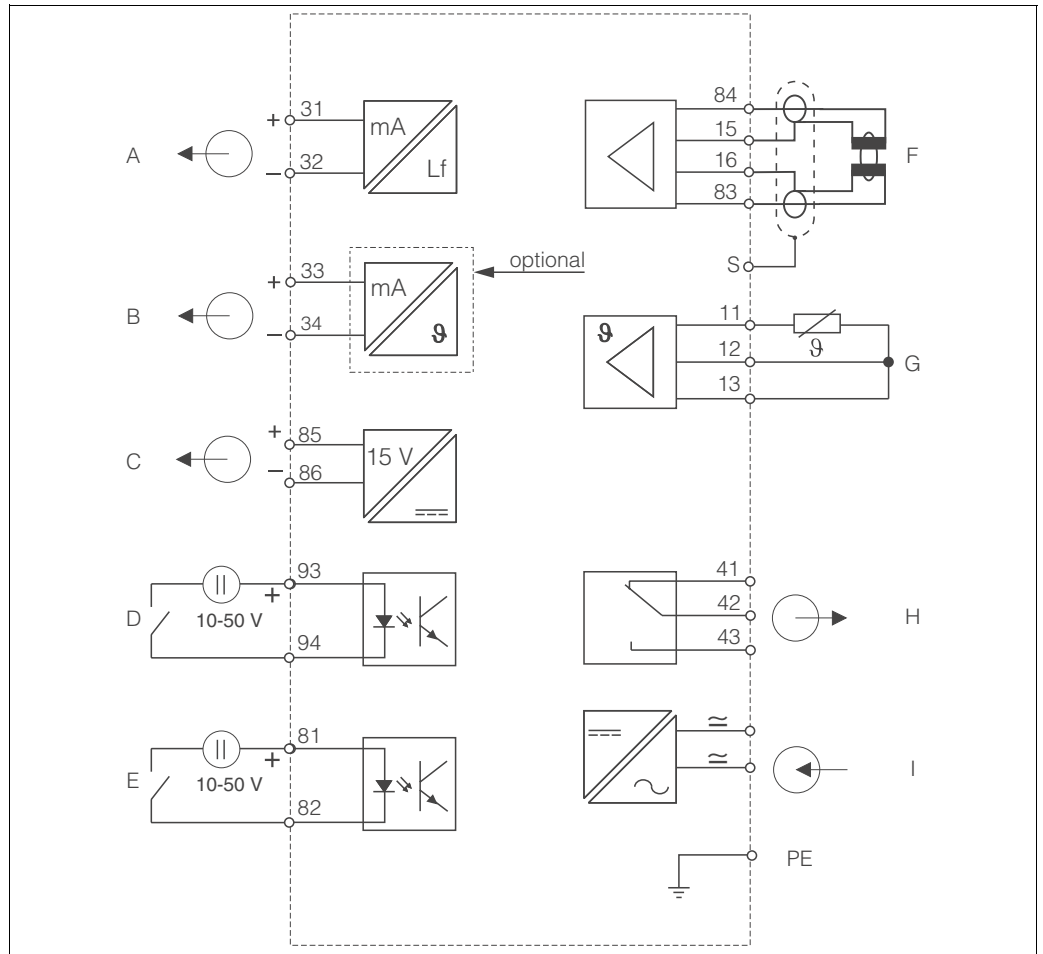 A
+
31
−
32
mA
Lf
84
15
16
83
F
S
B
+
33
−
34
mA
ϑ
optional
11
12
13
ϑ
ϑ
G
C
+
85
−
86
15 V
D
10-50 V
93
+
94
41
42
43
H
E
10-50 V
81
+
82
≃
≃
I
PE